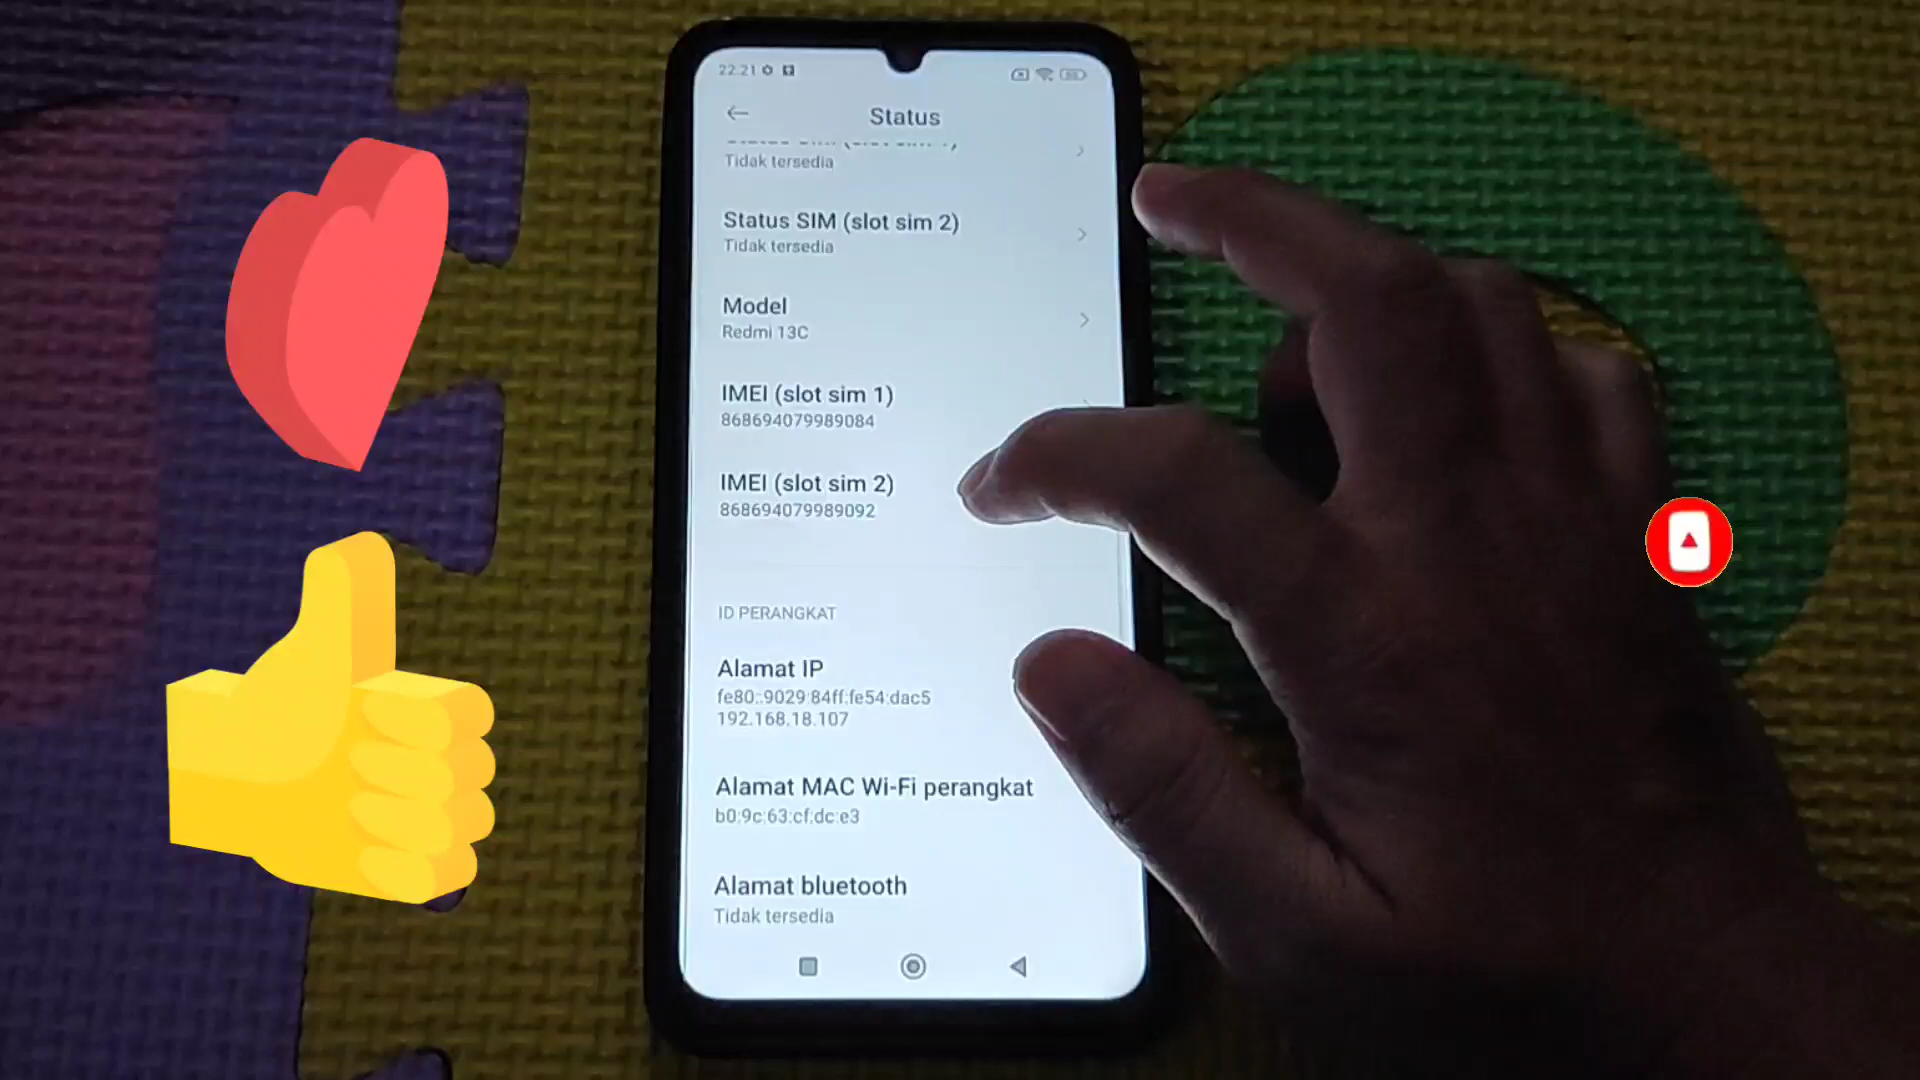 22.21
Status
Tidak tersedia
Status SIM (slot sim 2)
Tidak tersedia
Model
Redmi 13C
IMEI (slot sim 1)
868694079989084
IMEI (slot sim 2)
868694079989092
ID PERANGKAT
Alamat IP
fe80::9029:84ff:fe54:dac5
192.168.18.107
Alamat MAC Wi-Fi perangkat
b0:9c:63:cf:dc:e3
Alamat bluetooth
Tidak tersedia